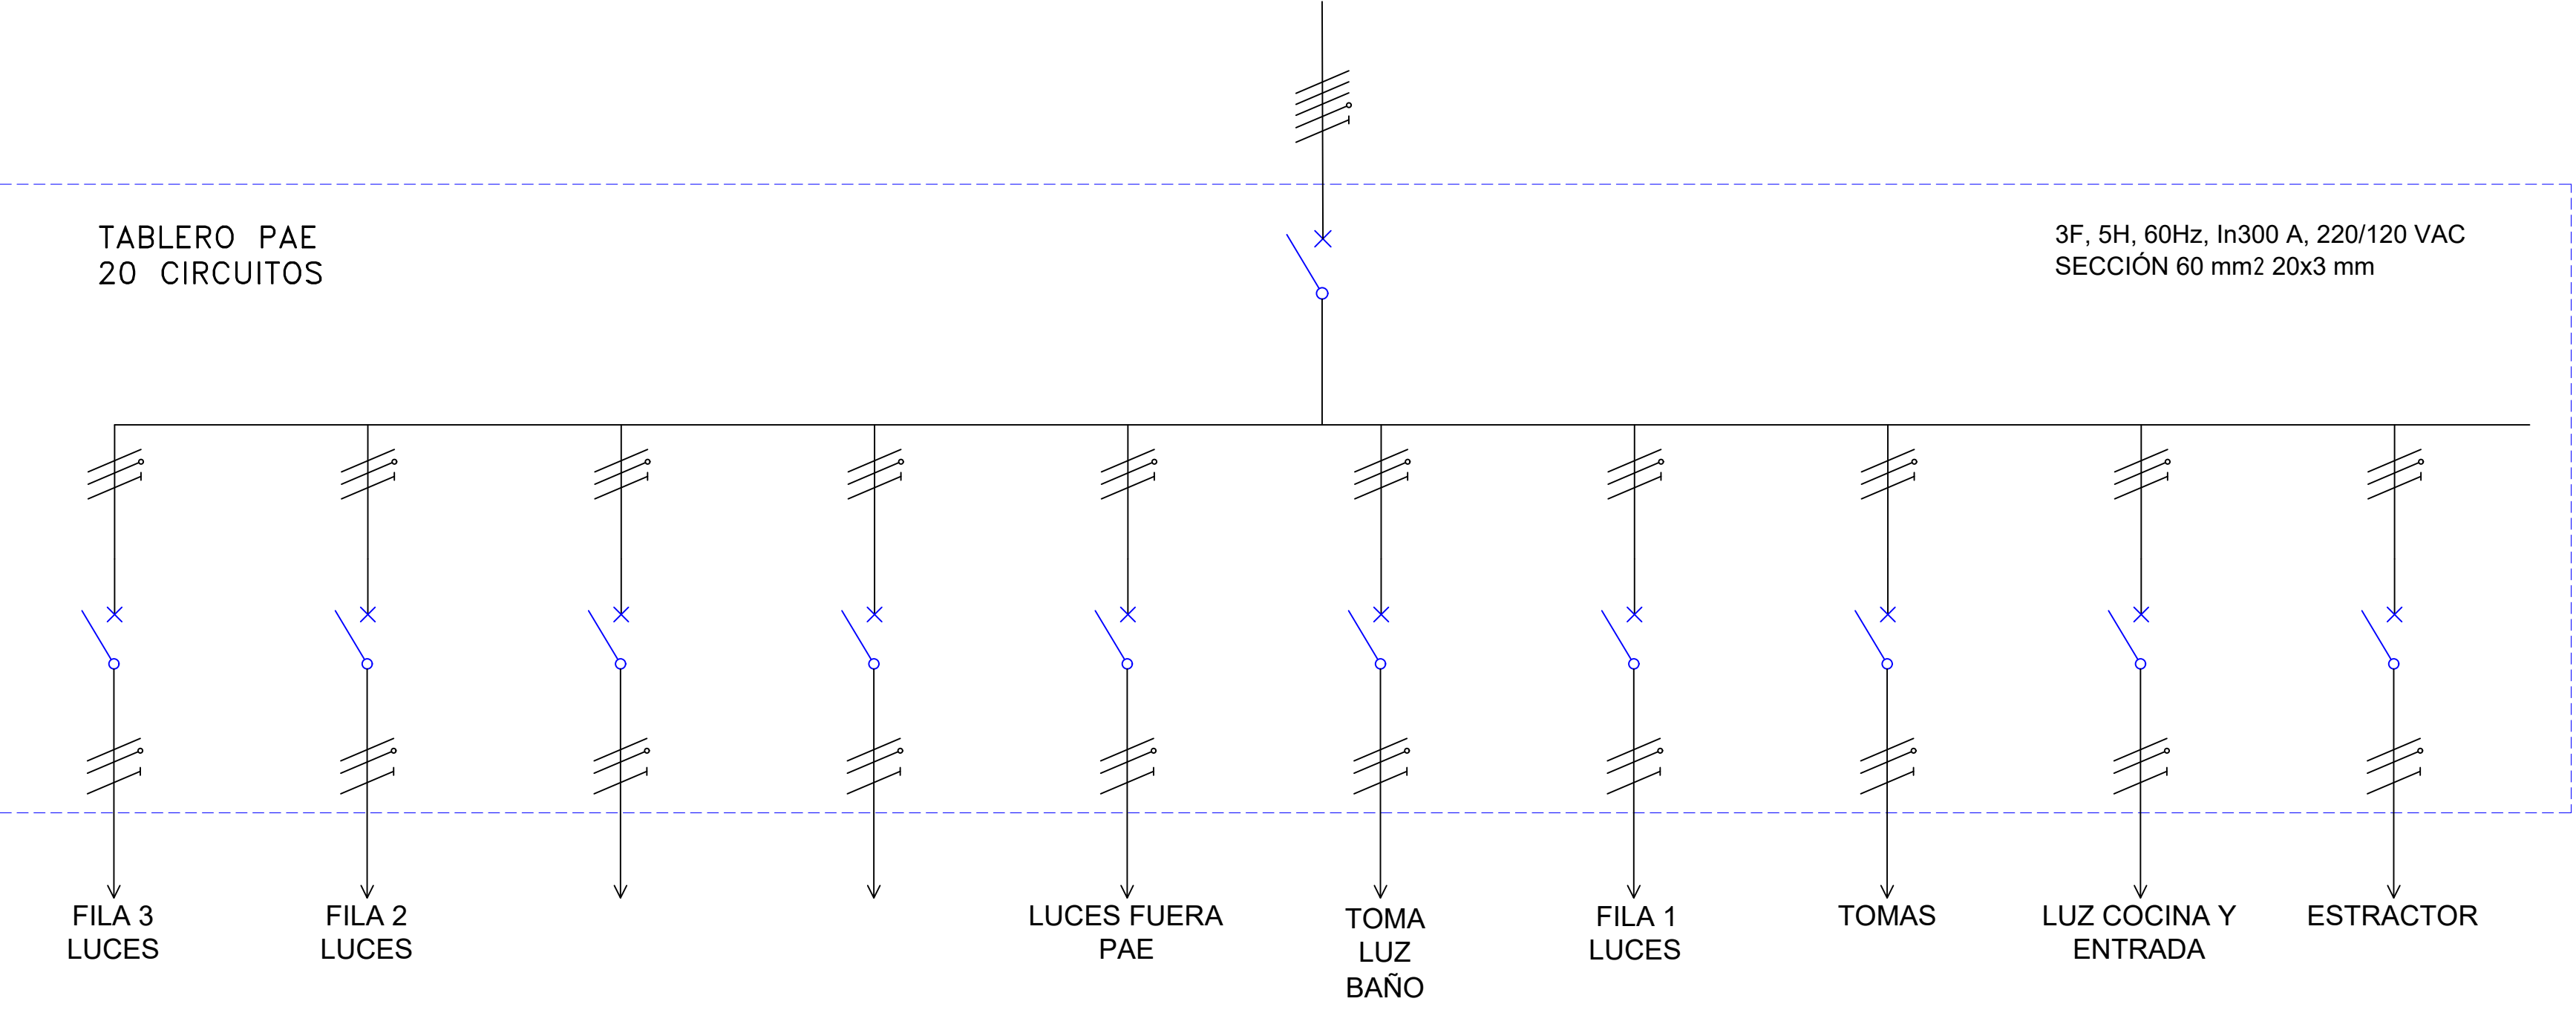 TABLERO PAE
20 CIRCUITOS
3F, 5H, 60Hz, In300 A, 220/120 VAC
SECCIÓN 60 mm2 20x3 mm
FILA 3
LUCES
FILA 2
LUCES
LUCES FUERA
PAE
TOMA
LUZ
BAÑO
FILA 1
LUCES
TOMAS
LUZ COCINA Y
ENTRADA
ESTRACTOR